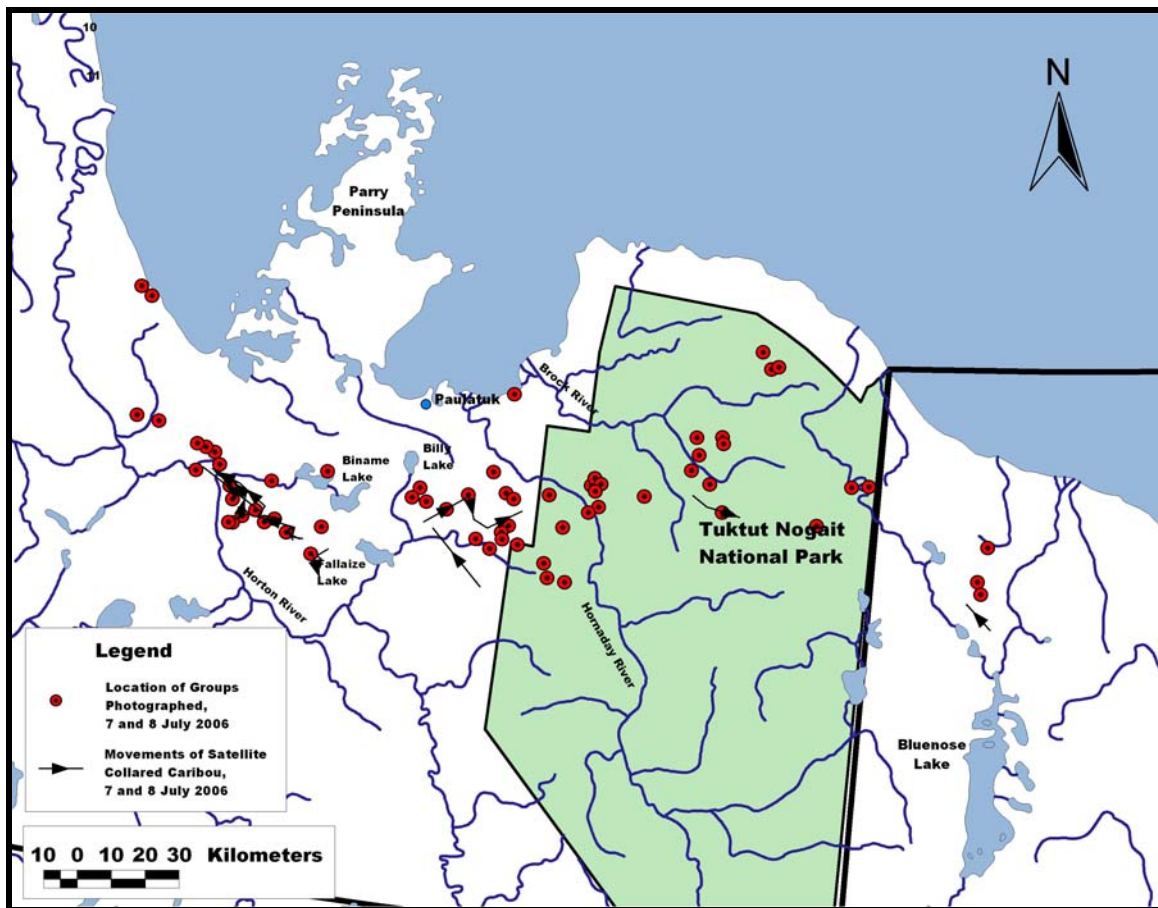 10
11
N
Parry
Peninsula
Brock River
Paulatuk
Billy
Lake
Biname
Lake
Tuktut Nogait
National Park
Fallaize
Lake
Horton River
Hornaday River
Bluenose
Lake
Legend
Location of Groups
Photographed,
7 and 8 July 2006
Movements of Satellite
Collared Caribou,
7 and 8 July 2006
10 0 10 20 30 Kilometers